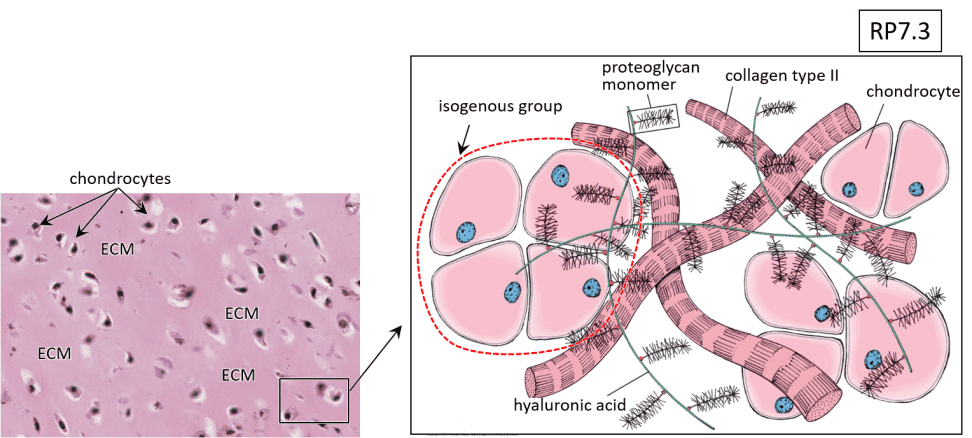 RP7.3
proteoglycan
monomer
collagen type II
chondrocyte
isogenous group
chondrocytes
ECM
ECM
ECM
ECM
hyaluronic acid